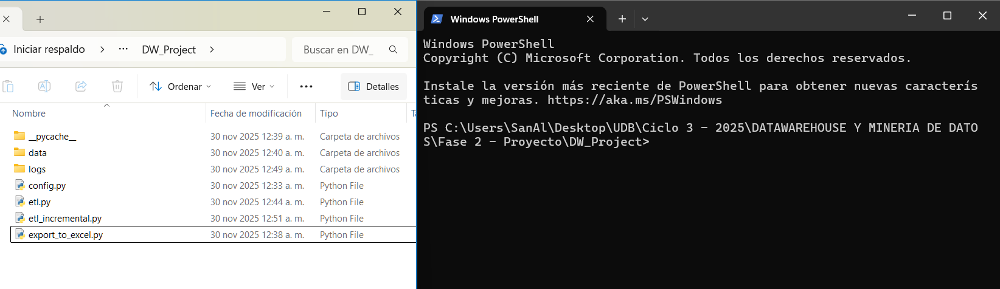 Iniciar respaldo > ... DW_Project >
Buscar en DW_
Ordenar
Ver
Detalles
Nombre Fecha de modificación Tipo
__pycache__ 30 nov 2025 12:39 a. m. Carpeta de archivos
data 30 nov 2025 12:40 a. m. Carpeta de archivos
logs 30 nov 2025 12:49 a. m. Carpeta de archivos
config.py 30 nov 2025 12:33 a. m. Python File
etl.py 30 nov 2025 12:44 a. m. Python File
etl_incremental.py 30 nov 2025 12:51 a. m. Python File
export_to_excel.py 30 nov 2025 12:38 a. m. Python File
Windows PowerShell
Windows PowerShell
Copyright (C) Microsoft Corporation. Todos los derechos reservados.
Instale la versión más reciente de PowerShell para obtener nuevas caracterís
ticas y mejoras. https://aka.ms/PSWindows
PS C:\Users\SanAl\Desktop\UDB\Ciclo 3 - 2025\DATAWAREHOUSE Y MINERIA DE DATO
S\Fase 2 - Proyecto\DW_Project>